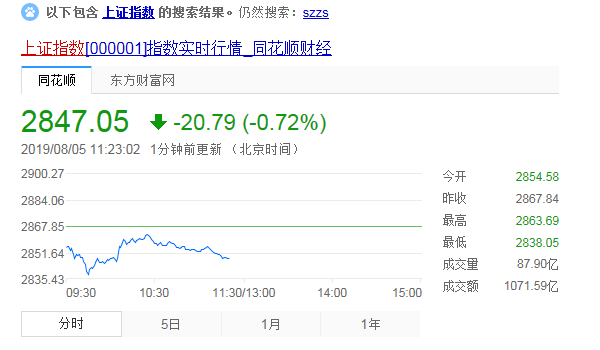 以下包含 上证指数 的搜索结果。仍然搜索：szzs
上证指数[000001]指数实时行情_同花顺财经
同花顺 东方财富网
2847.05 -20.79 (-0.72%)
2019/08/05 11:23:02 1分钟前更新 （北京时间）
2900.27
2884.06
2867.85
2851.64
2835.43
09:30 10:30 11:30/13:00 14:00 15:00
今开 2854.58
昨收 2867.84
最高 2863.69
最低 2838.05
成交量 87.90亿
成交额 1071.59亿
分时 5日 1月 1年